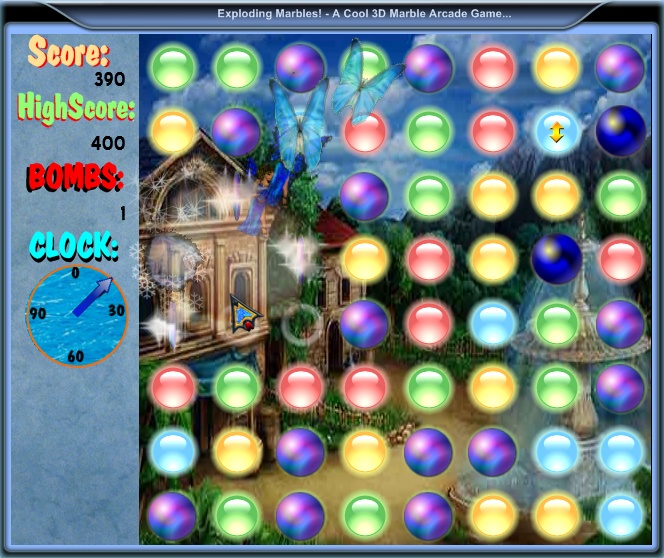 Exploding Marbles! - A Cool 3D Marble Arcade Game...
Score:
390
HighScore:
400
BOMBS:
1
CLOCK:
0
90 30
60